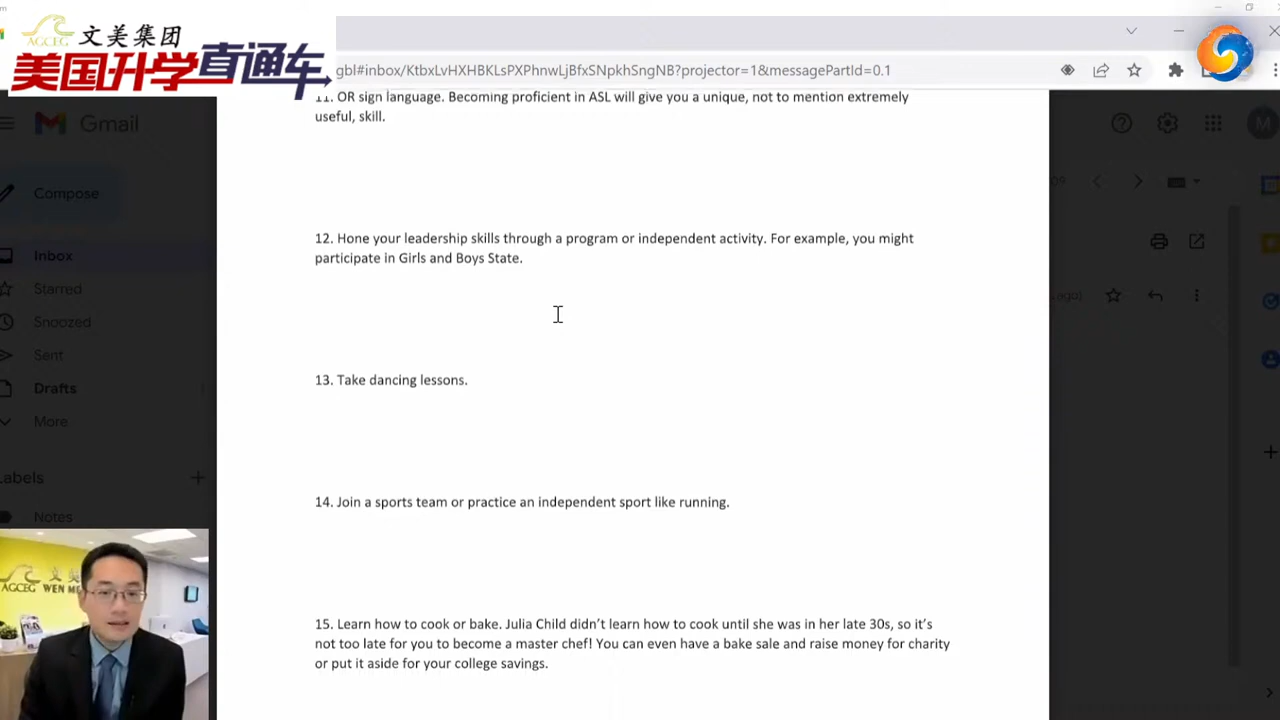 文美集团
AGCEG
美国升学直通车
gbl#inbox/KtbxLvHXHBKLsPXPhnwLjBfxSNpkhSngNB?projector=1&messagePartId=0.1
11. OR sign language. Becoming proficient in ASL will give you a unique, not to mention extremely
useful, skill.
Gmail
M
Compose
12. Hone your leadership skills through a program or independent activity. For example, you might
participate in Girls and Boys State.
Inbox
Starred
ago)
Snoozed
Sent
Drafts
13. Take dancing lessons.
More
Labels
14. Join a sports team or practice an independent sport like running.
Notes
文
AGCEG WEN M
15. Learn how to cook or bake. Julia Child didn’t learn how to cook until she was in her late 30s, so it’s
not too late for you to become a master chef! You can even have a bake sale and raise money for charity
or put it aside for your college savings.